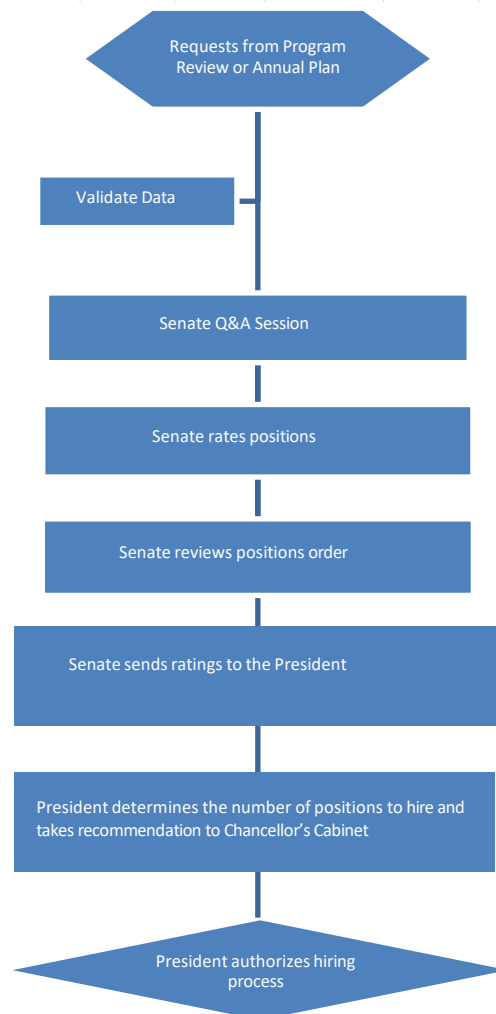 Requests from Program
Review or Annual Plan
Validate Data
Senate Q&A Session
Senate rates positions
Senate reviews positions order
Senate sends ratings to the President
President determines the number of positions to hire and
takes recommendation to Chancellor’s Cabinet
President authorizes hiring
process